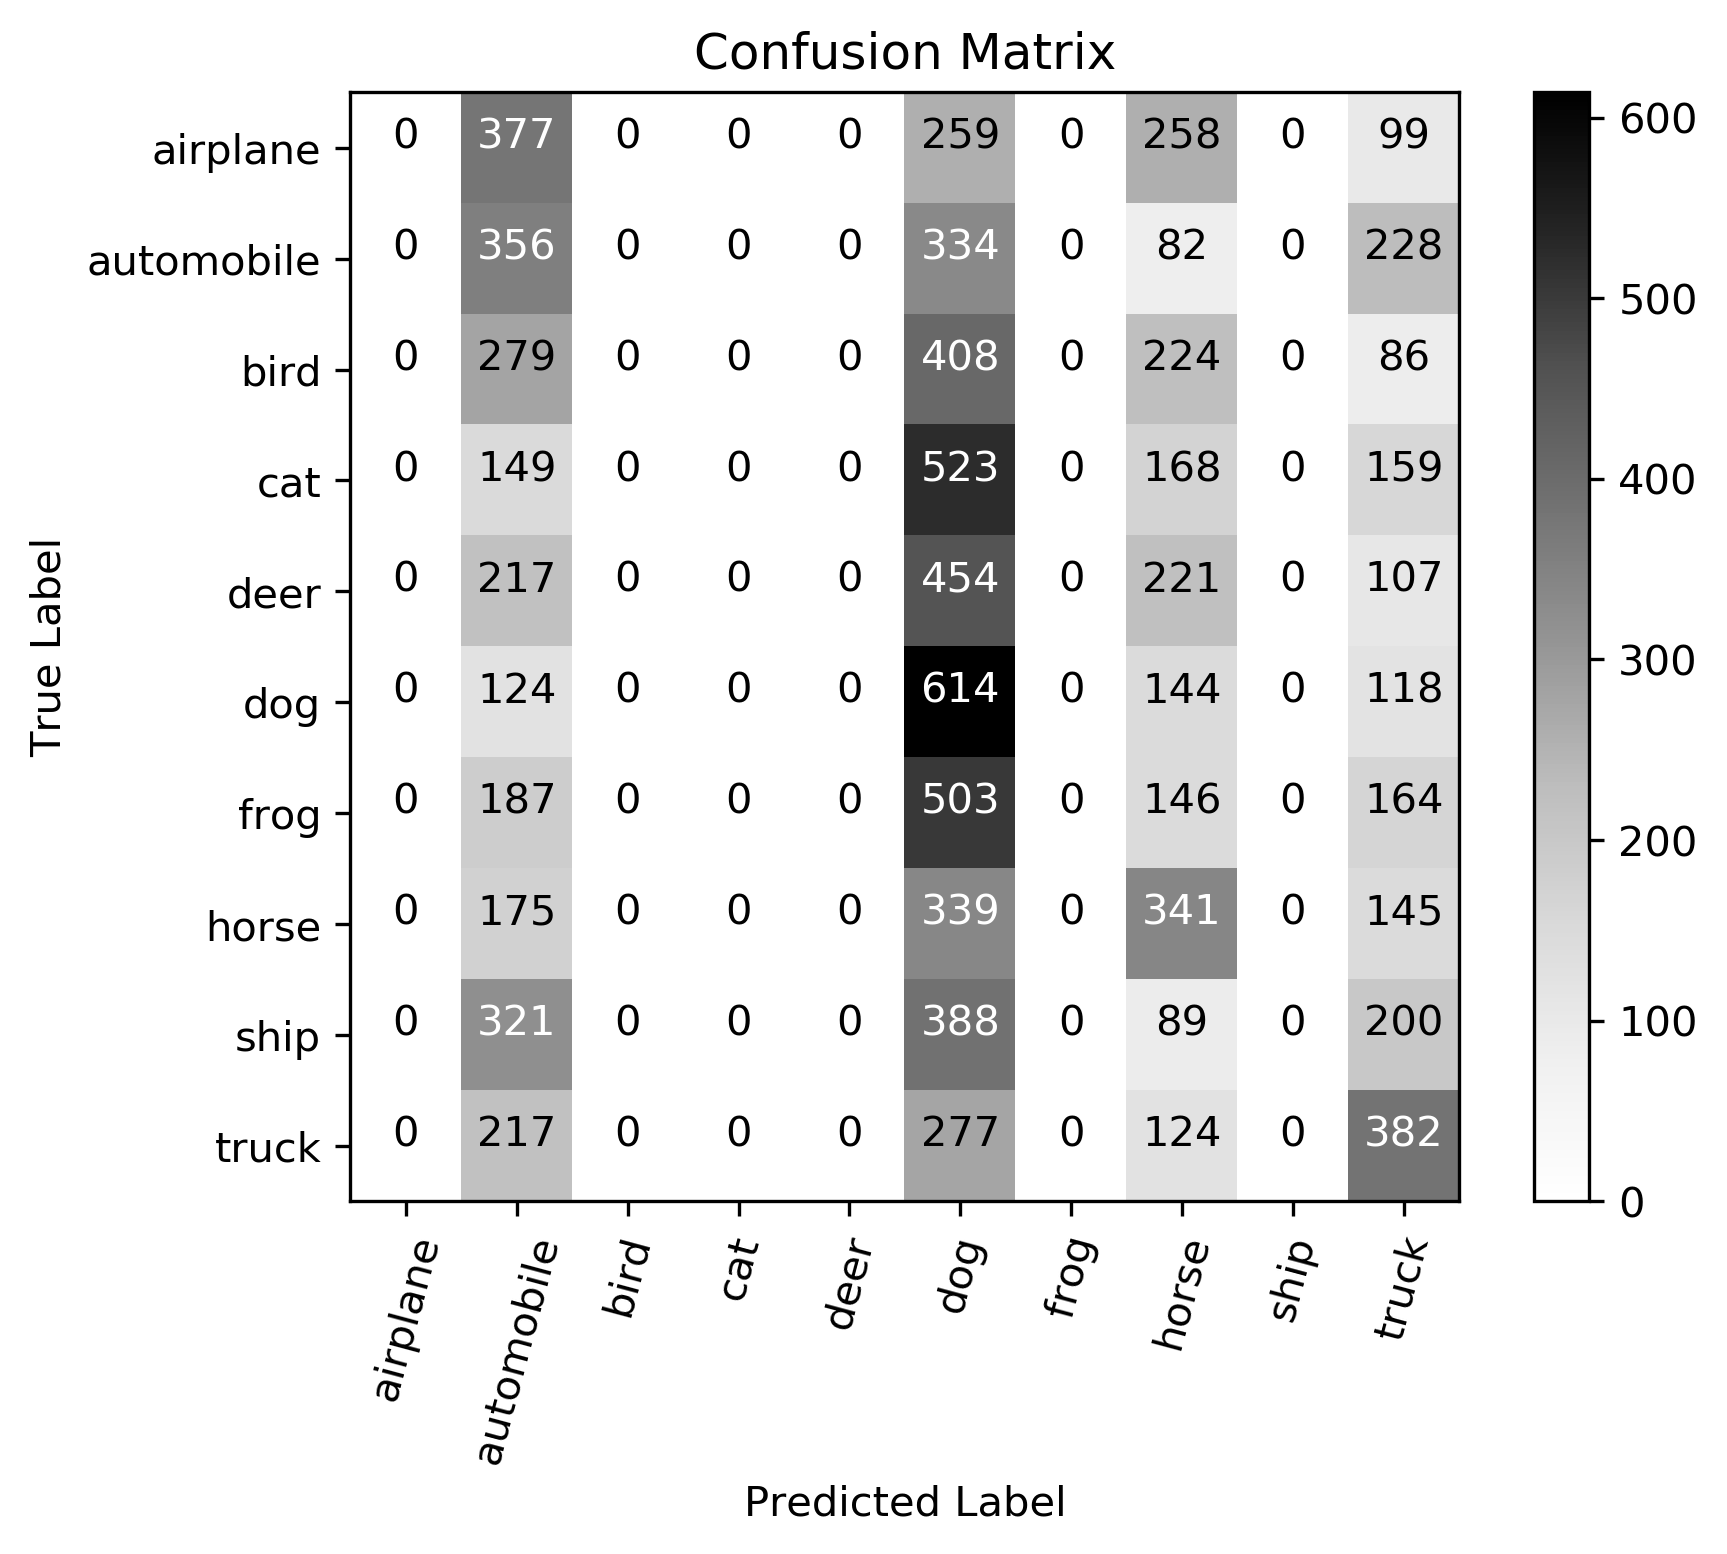 Confusion Matrix
airplane 0 377 0 0 0 259 0 258 0 99
automobile 0 356 0 0 0 334 0 82 0 228
bird 0 279 0 0 0 408 0 224 0 86
cat 0 149 0 0 0 523 0 168 0 159
deer 0 217 0 0 0 454 0 221 0 107
dog 0 124 0 0 0 614 0 144 0 118
frog 0 187 0 0 0 503 0 146 0 164
horse 0 175 0 0 0 339 0 341 0 145
ship 0 321 0 0 0 388 0 89 0 200
truck 0 217 0 0 0 277 0 124 0 382
True Label
airplane automobile bird cat deer dog frog horse ship truck
Predicted Label
600
500
400
300
200
100
0